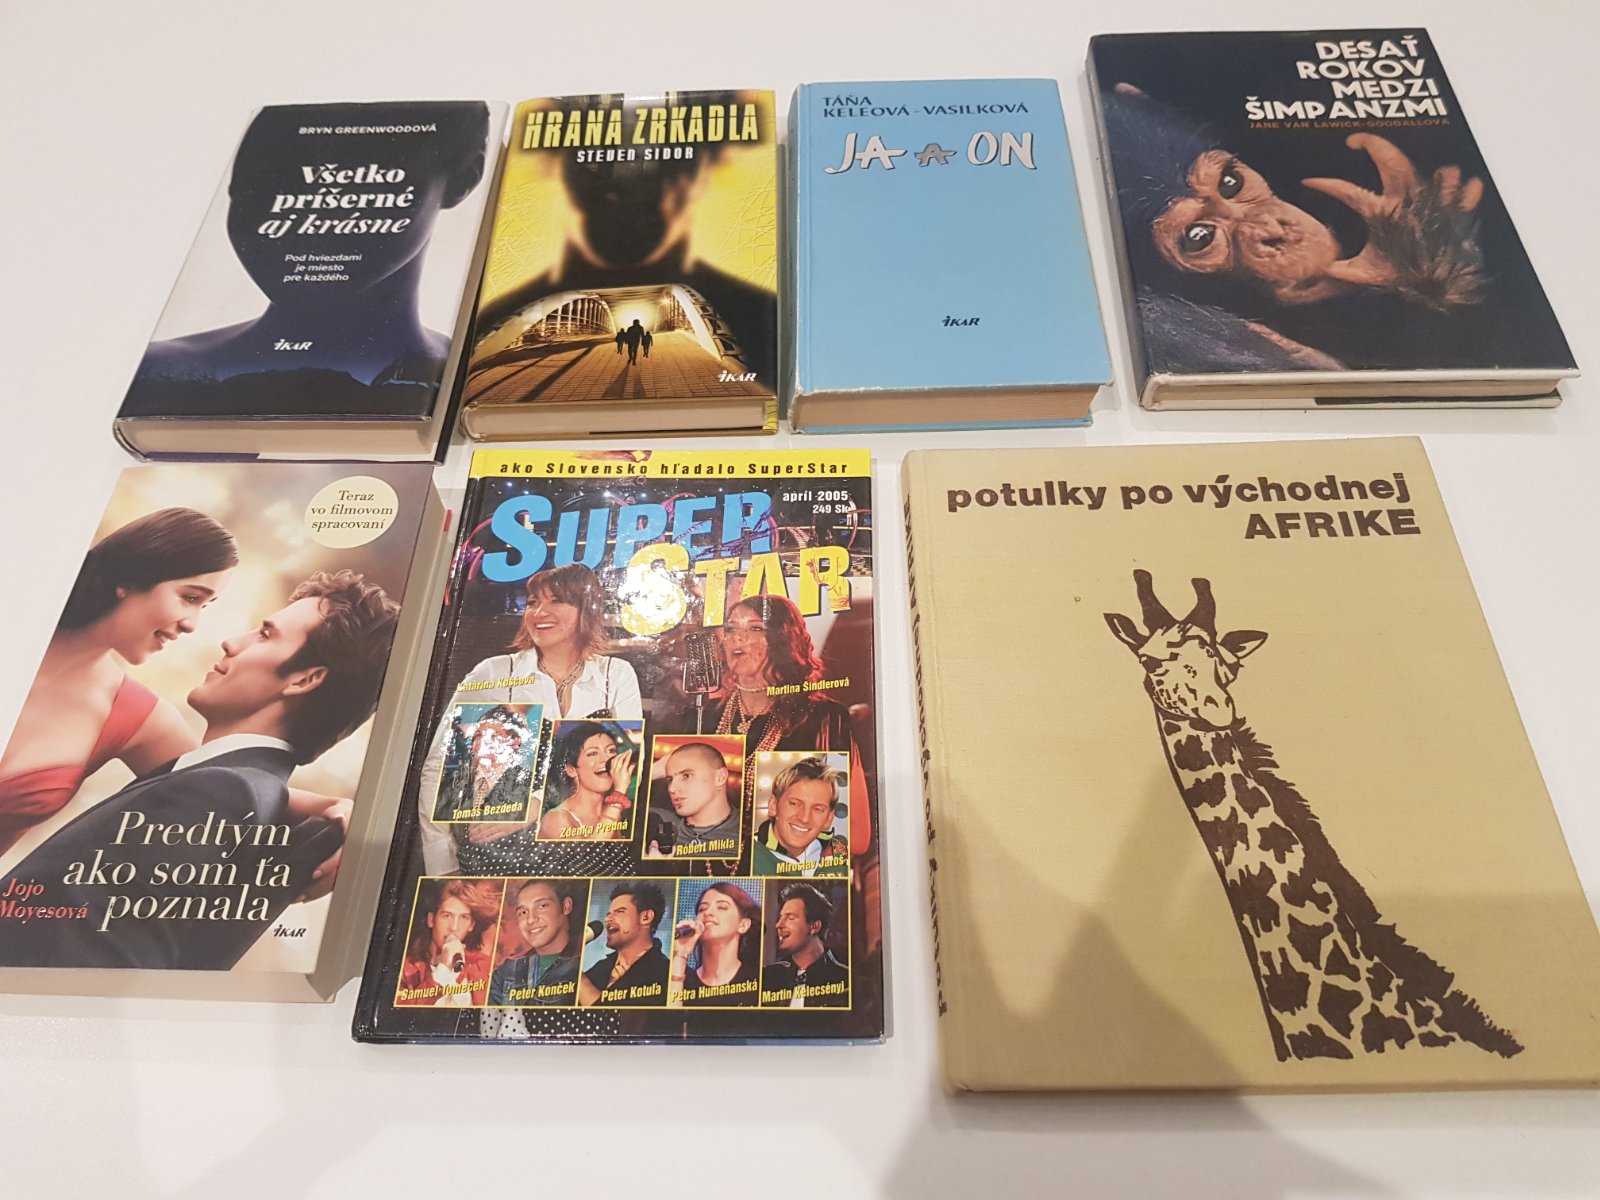 BRYN GREENWOODOVÁ
Všetko
príšerné
aj krásne
Pod hviezdami
je miesto
pre každého
IKAR
HRANA ZRKADLA
STEVEN SIDOR
IKAR
TÁŇA
KELEOVÁ-VASILKOVÁ
JA A ON
IKAR
DESAŤ
ROKOV
MEDZI
ŠIMPANZMI
JANE VAN LAWICK-GOODALLOVÁ
Teraz
vo filmovom
spracovaní
Predtým
ako som ťa
poznala
Jojo
Moyesová
IKAR
ako Slovensko hľadalo SuperStar
apríl 2005
249 Sk
SUPER
STAR
Katarína Koščová
Martina Šindlerová
Tomáš Bezdeda
Zdenka Predná
Róbert Mikla
Miroslav Jaroš
Samuel Tomeček
Peter Konček
Peter Kotuľa
Petra Humeňanská
Martin Kelecsényi
potulky po východnej
AFRIKE